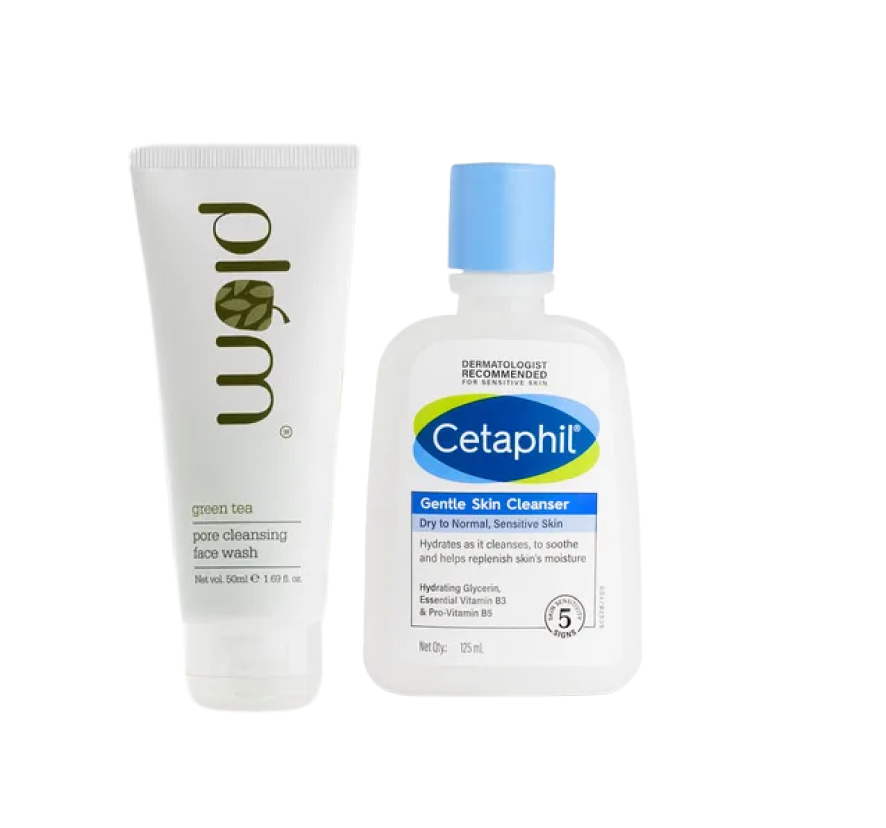 plum
green tea
pore cleansing
face wash
Net vol. 50ml ℮ 1.69 fl. oz.
DERMATOLOGIST
RECOMMENDED
FOR SENSITIVE SKIN
Cetaphil®
Gentle Skin Cleanser
Dry to Normal, Sensitive Skin
Hydrates as it cleanses, to soothe
and helps replenish skin's moisture
Hydrating Glycerin,
Essential Vitamin B3
& Pro-Vitamin B5
SKIN SENSITIVITY
5
SIGNS
Net Qty.: 125 mL